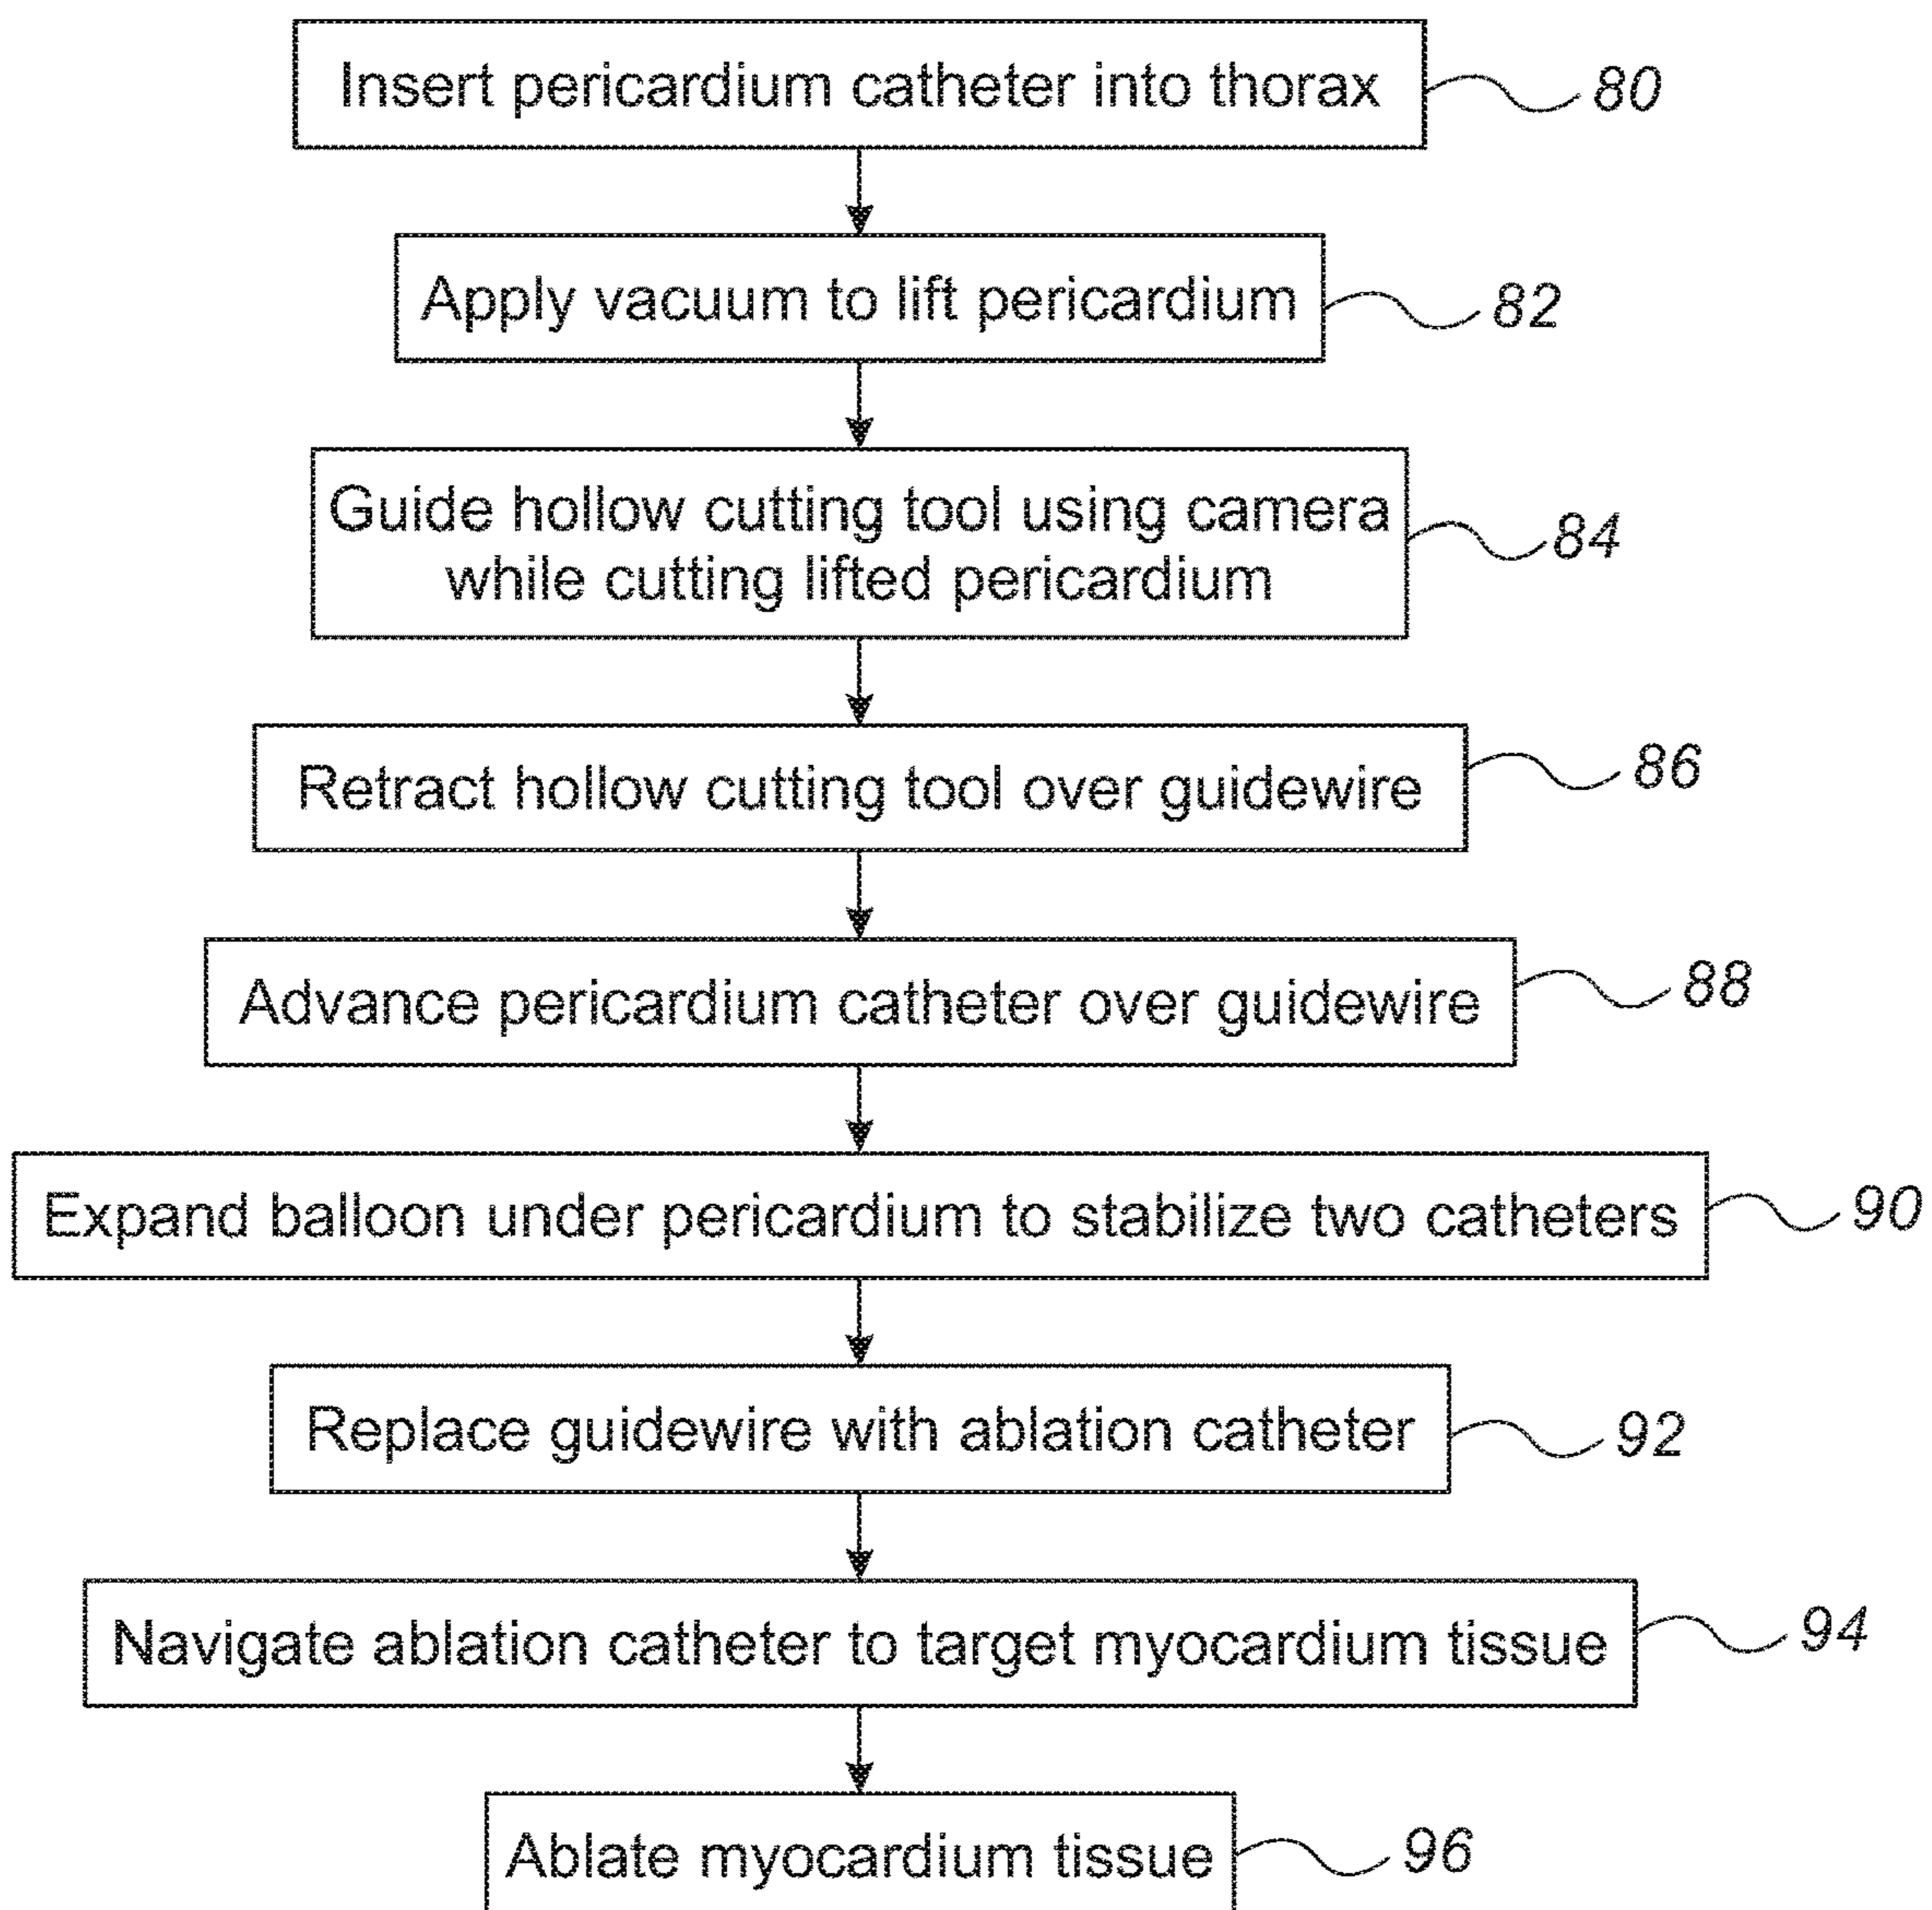 Insert pericardium catheter into thorax
80
Apply vacuum to lift pericardium
82
Guide hollow cutting tool using camera
while cutting lifted pericardium
84
Retract hollow cutting tool over guidewire
86
Advance pericardium catheter over guidewire
88
Expand balloon under pericardium to stabilize two catheters
90
Replace guidewire with ablation catheter
92
Navigate ablation catheter to target myocardium tissue
94
Ablate myocardium tissue
96